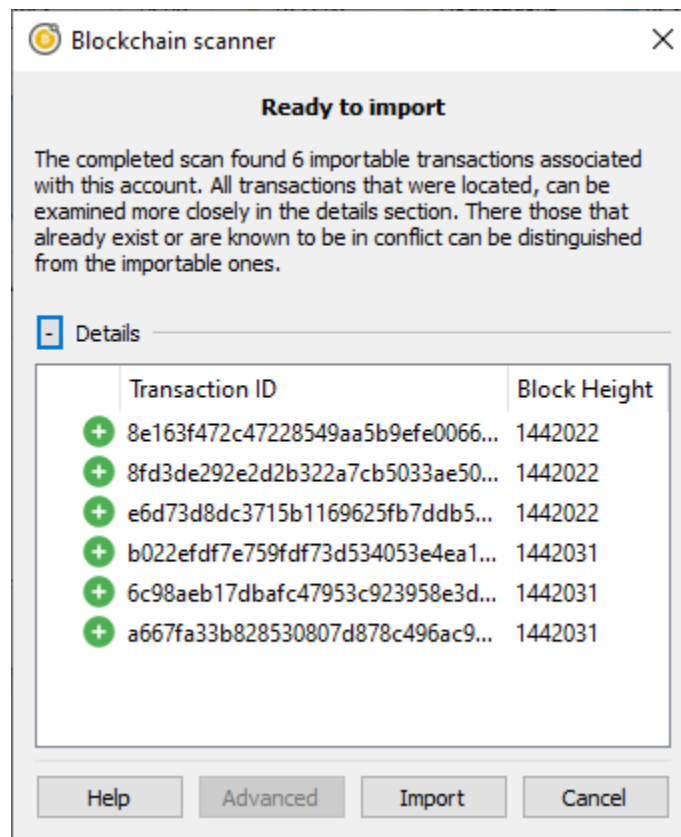 Blockchain scanner
Ready to import
The completed scan found 6 importable transactions associated
with this account. All transactions that were located, can be
examined more closely in the details section. There those that
already exist or are known to be in conflict can be distinguished
from the importable ones.
- Details
Transaction ID Block Height
8e163f472c47228549aa5b9efe0066... 1442022
8fd3de292e2d2b322a7cb5033ae50... 1442022
e6d73d8dc3715b1169625fb7ddb5... 1442022
b022efdf7e759fdf73d534053e4ea1... 1442031
6c98aeb17dbafc47953c923958e3d... 1442031
a667fa33b828530807d878c496ac9... 1442031
Help Advanced Import Cancel